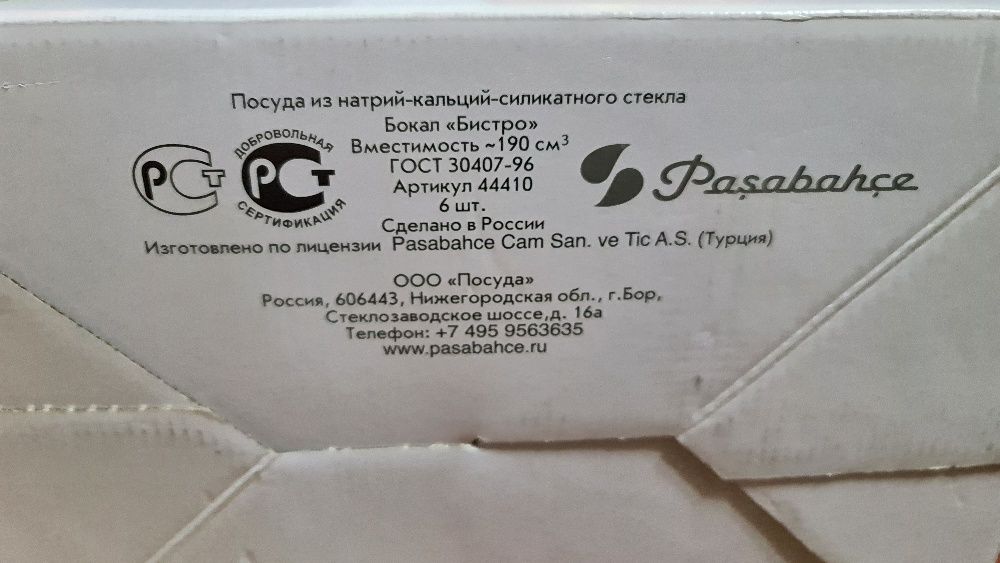 Посуда из натрий-кальций-силикатного стекла
Бокал «Бистро»
Вместимость ~190 см³
ГОСТ 30407-96
Артикул 44410
6 шт.
Сделано в России
Изготовлено по лицензии Pasabahce Cam San. ve Tic A.S. (Турция)
РСТ
ДОБРОВОЛЬНАЯ
РСТ
СЕРТИФИКАЦИЯ
Paşabahçe
ООО «Посуда»
Россия, 606443, Нижегородская обл., г.Бор,
Стеклозаводское шоссе,д. 16а
Телефон: +7 495 9563635
www.pasabahce.ru